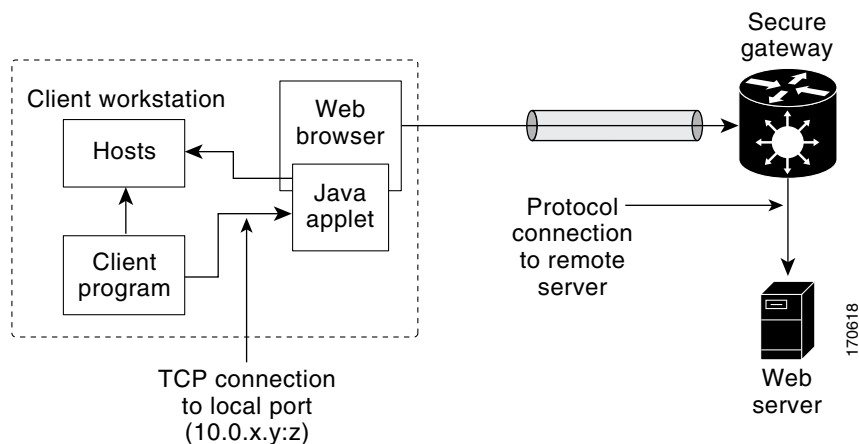 Secure
gateway
Client workstation
Web
browser
Hosts
Java
applet
Client
program
Protocol
connection
to remote
server
TCP connection
to local port
(10.0.x.y:z)
Web
server
170618